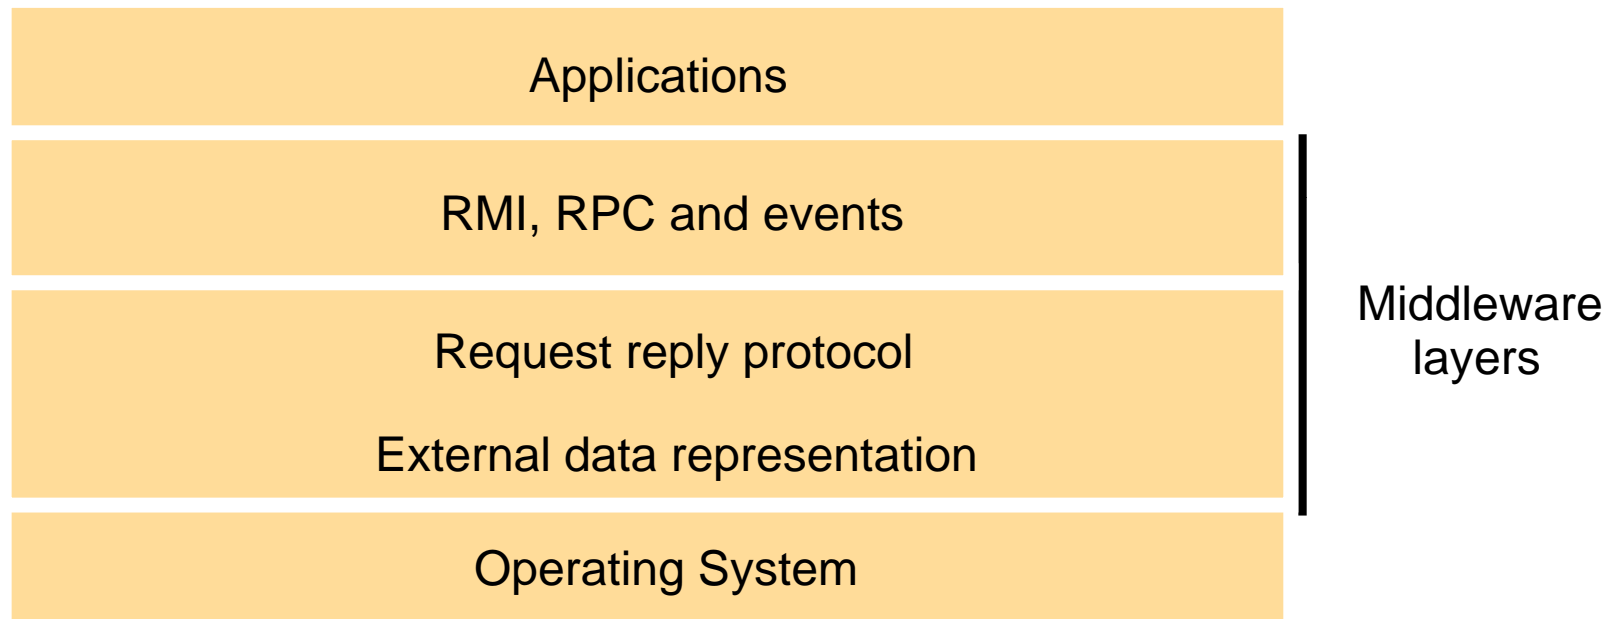 Applications
RMI, RPC and events
Request reply protocol
External data representation
Operating System
Middleware
layers